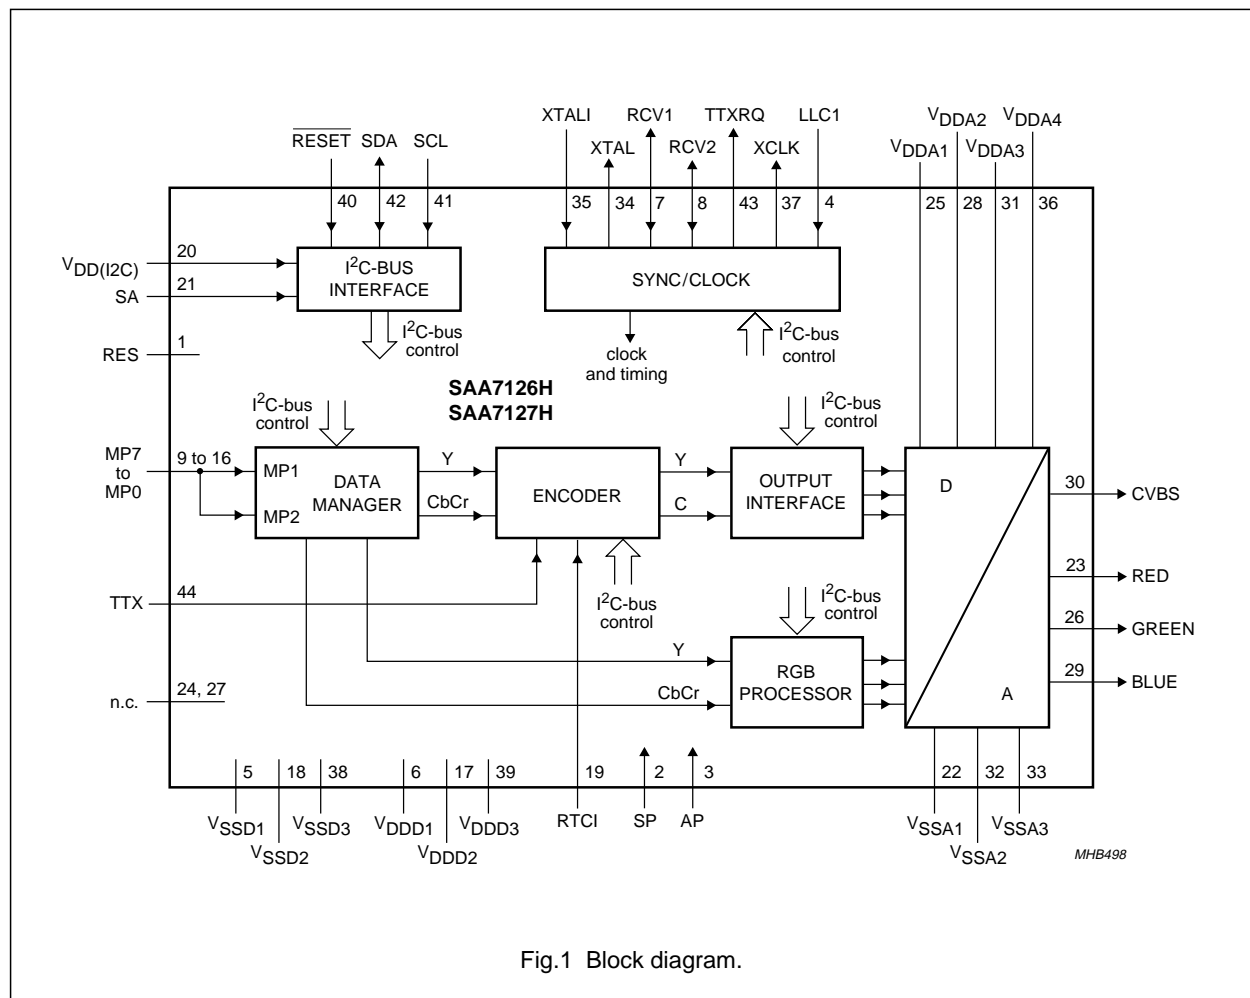 XTALI RCV1 TTXRQ LLC1 VDDA2 VDDA4
RESET SDA SCL XTAL RCV2 XCLK VDDA1 VDDA3
40 42 41 35 34 7 8 43 37 4 25 28 31 36
VDD(I2C) 20
SA 21
I2C-BUS
INTERFACE
SYNC/CLOCK
RES 1
I2C-bus
control
clock
and timing
I2C-bus
control
SAA7126H
SAA7127H
I2C-bus
control
I2C-bus
control
MP7
to
MP0
9 to 16
MP1
MP2
DATA
MANAGER
Y
CbCr
ENCODER
Y
C
OUTPUT
INTERFACE
D
A
30 CVBS
23 RED
26 GREEN
29 BLUE
TTX 44
I2C-bus
control
I2C-bus
control
Y
CbCr
RGB
PROCESSOR
n.c. 24, 27
5 18 38 6 17 39 19 2 3 22 32 33
VSSD1 VSSD3 VDDD1 VDDD3 RTCI SP AP VSSA1 VSSA3
VSSD2 VDDD2 VSSA2
MHB498
Fig.1 Block diagram.